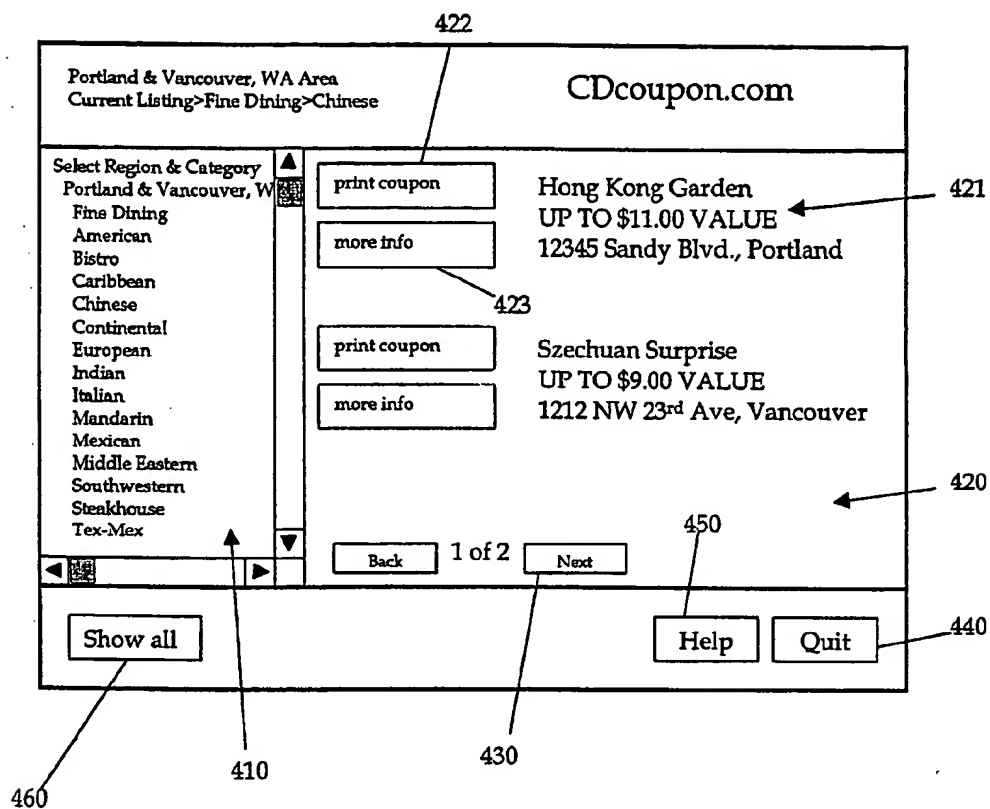 422
Portland & Vancouver, WA Area
Current Listing>Fine Dining>Chinese
CDcoupon.com
Select Region & Category
Portland & Vancouver, W
Fine Dining
American
Bistro
Caribbean
Chinese
Continental
European
Indian
Italian
Mandarin
Mexican
Middle Eastern
Southwestern
Steakhouse
Tex-Mex
print coupon
more info
Hong Kong Garden
UP TO $11.00 VALUE
12345 Sandy Blvd., Portland
421
423
print coupon
more info
Szechuan Surprise
UP TO $9.00 VALUE
1212 NW 23rd Ave, Vancouver
420
450
Back
1 of 2
Next
Show all
Help
Quit
440
430
410
460